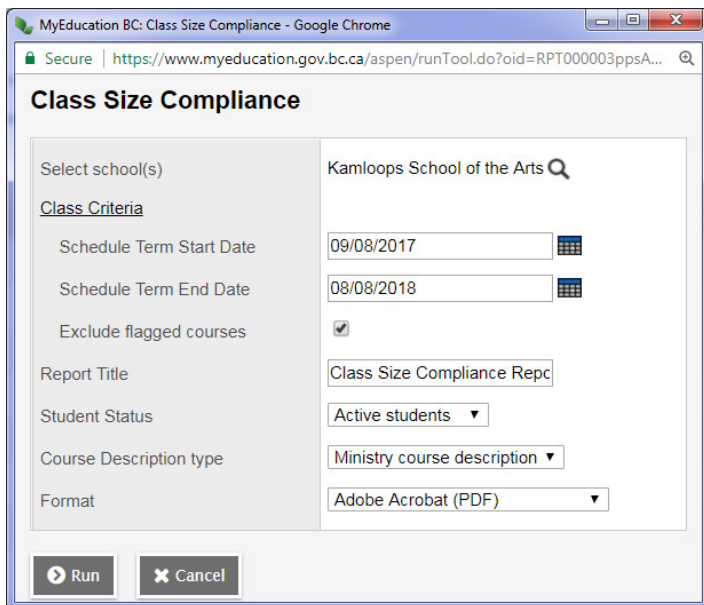 MyEducation BC: Class Size Compliance - Google Chrome
Secure | https://www.myeducation.gov.bc.ca/aspen/runTool.do?oid=RPT000003ppsA...
Class Size Compliance
Select school(s) Kamloops School of the Arts
Class Criteria
Schedule Term Start Date 09/08/2017
Schedule Term End Date 08/08/2018
Exclude flagged courses
Report Title Class Size Compliance Repo
Student Status Active students
Course Description type Ministry course description
Format Adobe Acrobat (PDF)
Run Cancel